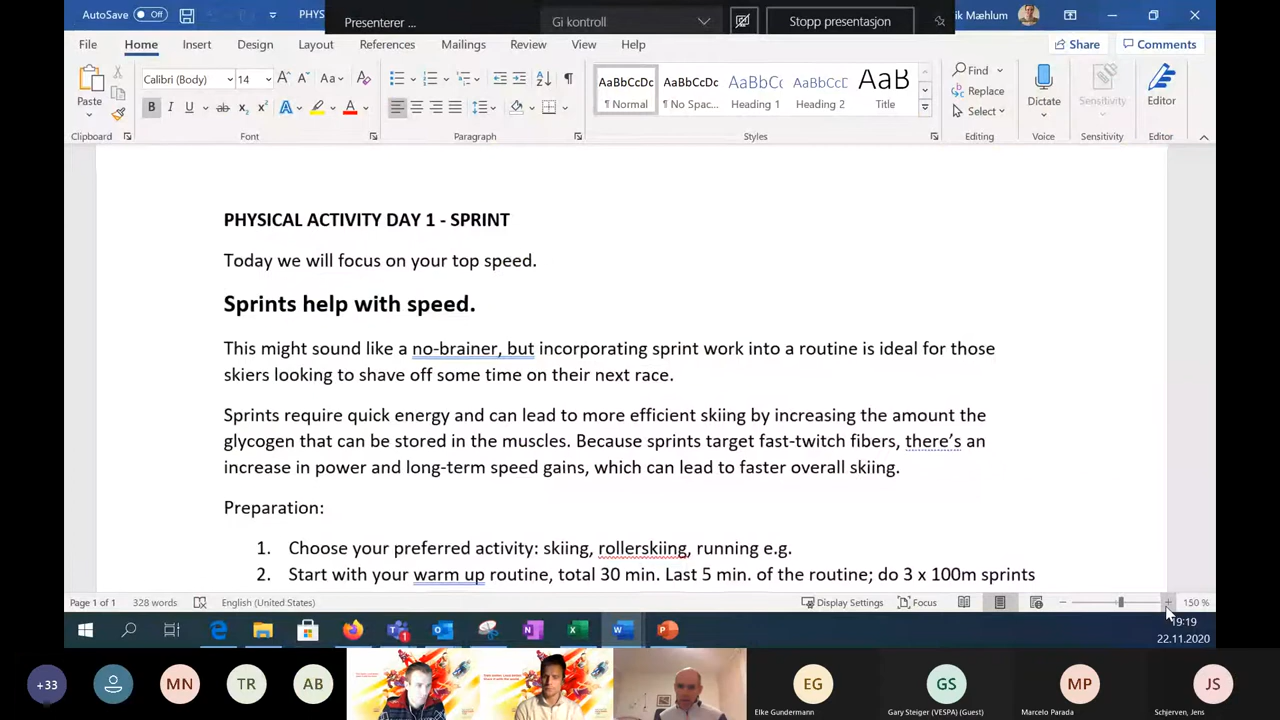 AutoSave Off PHYS
Presenterer ...
Gi kontroll
Stopp presentasjon
ik Mæhlum
File Home Insert Design Layout References Mailings Review View Help
Share Comments
Calibri (Body) 14
Paste
Clipboard
Font
Paragraph
AaBbCcDc AaBbCcDc AaBbCc AaBbCcD AaB
¶ Normal ¶ No Spac... Heading 1 Heading 2 Title
Styles
Find
Replace
Select
Editing
Dictate
Voice
Sensitivity
Sensitivity
Editor
Editor
PHYSICAL ACTIVITY DAY 1 - SPRINT
Today we will focus on your top speed.
Sprints help with speed.
This might sound like a no-brainer, but incorporating sprint work into a routine is ideal for those
skiers looking to shave off some time on their next race.
Sprints require quick energy and can lead to more efficient skiing by increasing the amount the
glycogen that can be stored in the muscles. Because sprints target fast-twitch fibers, there’s an
increase in power and long-term speed gains, which can lead to faster overall skiing.
Preparation:
1. Choose your preferred activity: skiing, rollerskiing, running e.g.
2. Start with your warm up routine, total 30 min. Last 5 min. of the routine; do 3 x 100m sprints
Page 1 of 1 328 words English (United States) Display Settings Focus 150 %
19:19
22.11.2020
+33 MN TR AB EG GS MP JS
Elke Gundermann Gary Steiger (VESPA) (Guest) Marcelo Parada Schjerven, Jens